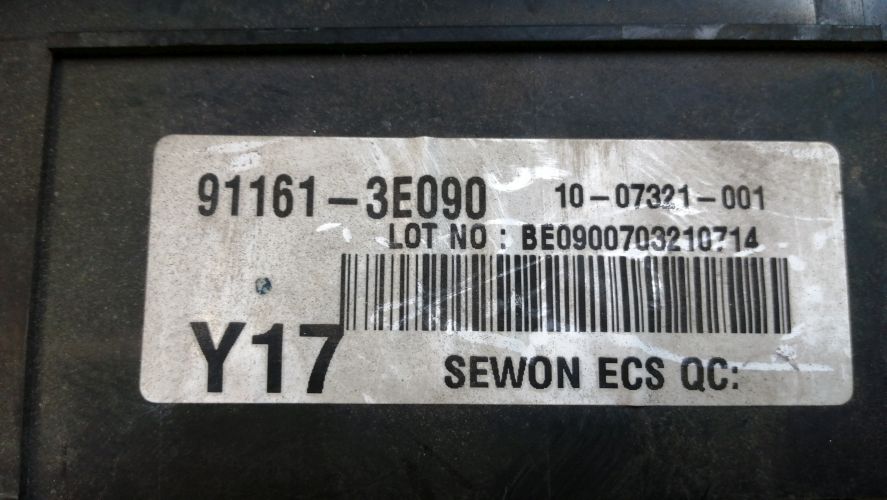 91161-3E090 10-07321-001
LOT NO : BE0900703210714
Y17 SEWON ECS QC: